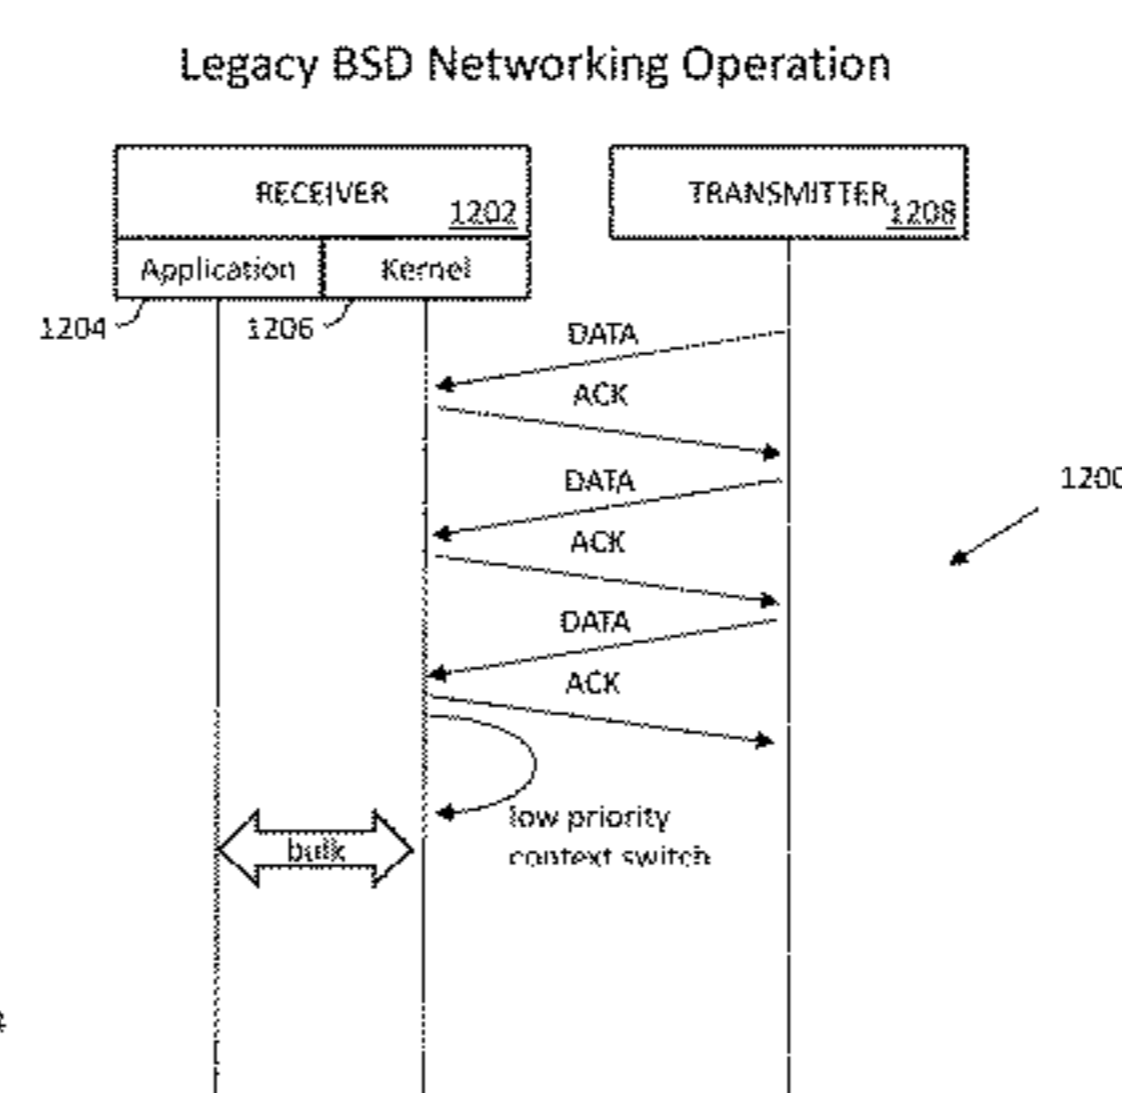 Legacy BSD Networking Operation
RECEIVER
1202
TRANSMITTER
1208
Application
Kernel
1204
1206
DATA
ACK
1200
DATA
ACK
DATA
ACK
low priority
context switch
bulk